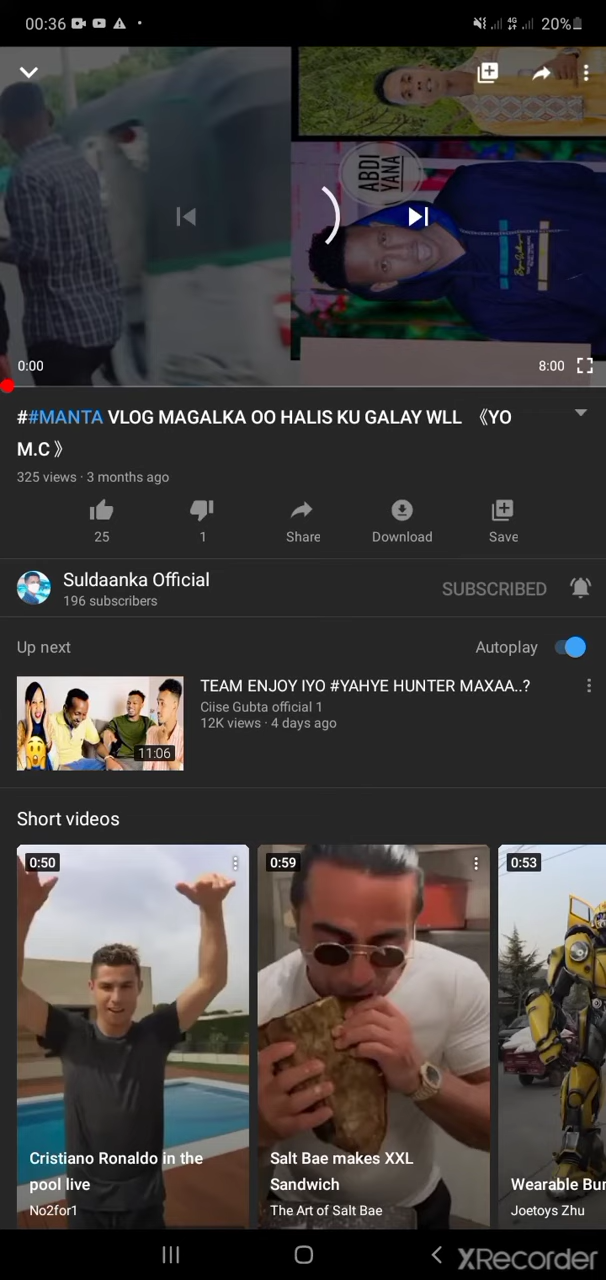 00:36
4G
20%
ABDI
YANA
0:00
8:00
##MANTA VLOG MAGALKA OO HALIS KU GALAY WLL 《YO
M.C》
325 views · 3 months ago
25
1
Share
Download
Save
Suldaanka Official
196 subscribers
SUBSCRIBED
Up next
Autoplay
TEAM ENJOY IYO #YAHYE HUNTER MAXAA..?
Ciise Gubta official 1
12K views · 4 days ago
11:06
Short videos
0:50
0:59
0:53
Cristiano Ronaldo in the
pool live
No2for1
Salt Bae makes XXL
Sandwich
The Art of Salt Bae
Wearable Bu
Joetoys Zhu
XRecorder